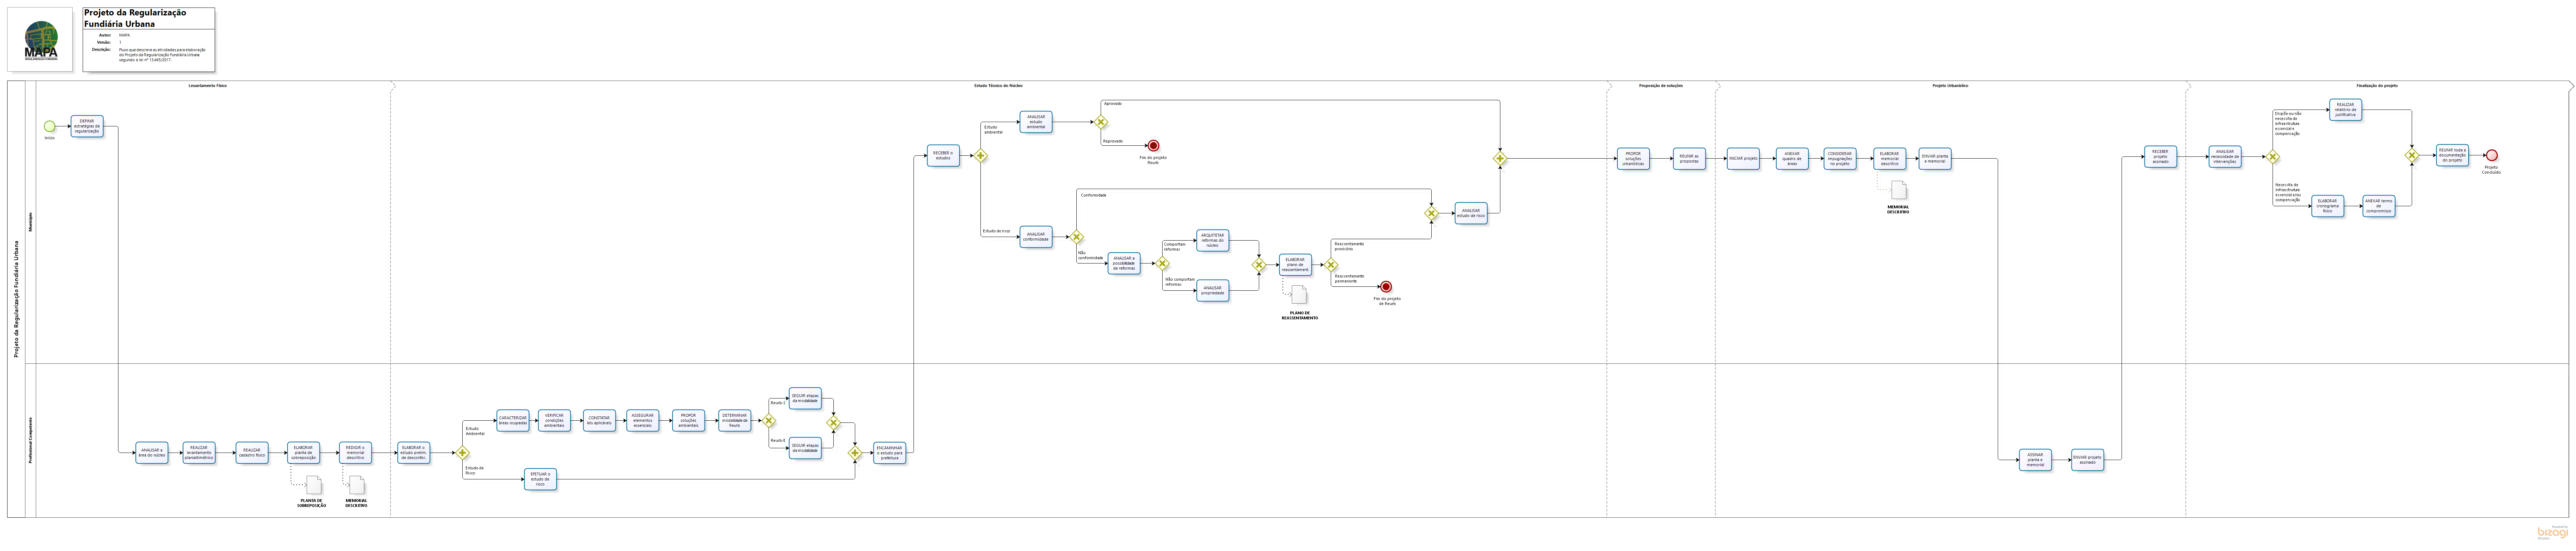 Projeto da Regularização
Fundiária Urbana
Autor: MAPA
Versão: 1
Descrição: Fluxo que descreve as atividades para elaboração
do Projeto da Regularização Fundiária Urbana
segundo a lei nº 13.465/2017.
MAPA
REGULARIZAÇÃO FUNDIÁRIA
Projeto da Regularização Fundiária Urbana
Município
Profissional Competente
Levantamento Físico
Estudo Técnico do Núcleo
Proposição de soluções
Projeto Urbanístico
Finalização do projeto
Início
DEFINIR
estratégias de
regularização
ANALISAR a
área do núcleo
REALIZAR
levantamento
planialtimétrico
REALIZAR
cadastro físico
ELABORAR
planta de
sobreposição
PLANTA DE
SOBREPOSIÇÃO
REDIGIR o
memorial
descritivo
MEMORIAL
DESCRITIVO
ELABORAR o
estudo prelim.
de desconfor..
Estudo
Ambiental
Estudo de
Risco
CARACTERIZAR
áreas ocupadas
VERIFICAR
condições
ambientais
CONSTATAR
leis aplicáveis
ASSEGURAR
elementos
essenciais
PROPOR
soluções
ambientais
DETERMINAR
modalidade de
Reurb
Reurb-S
SEGUIR etapas
da modalidade
Reurb-E
SEGUIR etapas
da modalidade
EFETUAR o
estudo de
risco
ENCAMINHAR
o estudo para
prefeitura
RECEBER o
estudos
Estudo
ambiental
ANALISAR
estudo
ambiental
Aprovado
Reprovado
Fim do projeto
Reurb
Estudo de risco
ANALISAR
conformidade
Conformidade
Não
conformidade
ANALISAR a
possibilidade
de reformas
Comportam
reformas
ARQUITETAR
reformas do
núcleo
Não comportam
reformas
ANALISAR
propriedade
ELABORAR
plano de
reassentament.
PLANO DE
REASSENTAMENTO
Reassentamento
provisório
Reassentamento
permanente
Fim do projeto
de Reurb
ANALISAR
estudo de risco
PROPOR
soluções
urbanísticas
REUNIR as
propostas
INICIAR projeto
ANEXAR
quadro de
áreas
CONSIDERAR
impugnações
no projeto
ELABORAR
memorial
descritivo
MEMORIAL
DESCRITIVO
ENVIAR planta
e memorial
ASSINAR
planta e
memorial
ENVIAR projeto
assinado
RECEBER
projeto
assinado
ANALISAR
necessidade de
intervenções
Dispõe ou não
necessita de
infraestrutura
essencial e
compensação
REALIZAR
relatório de
justificativa
Necessita de
infraestrutura
essencial e/ou
compensação
ELABORAR
cronograma
físico
ANEXAR termo
de
compromisso
REUNIR toda a
documentação
do projeto
Projeto
Concluído
Powered by
bizagi
Modeler